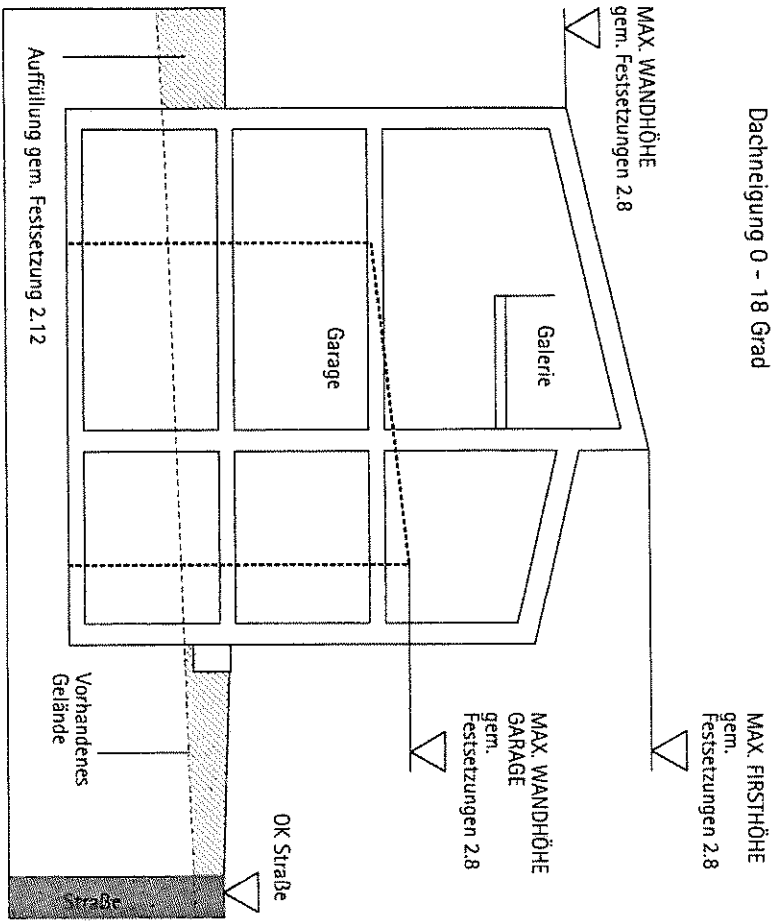 Dachneigung 0 - 18 Grad
MAX. FIRSTHÖHE
gem.
Festsetzungen 2.8
MAX. WANDHÖHE
gem. Festsetzungen 2.8
MAX. WANDHÖHE
GARAGE
gem.
Festsetzungen 2.8
Galerie
Garage
OK Straße
Straße
Vorhandenes
Gelände
Auffüllung gem. Festsetzung 2.12